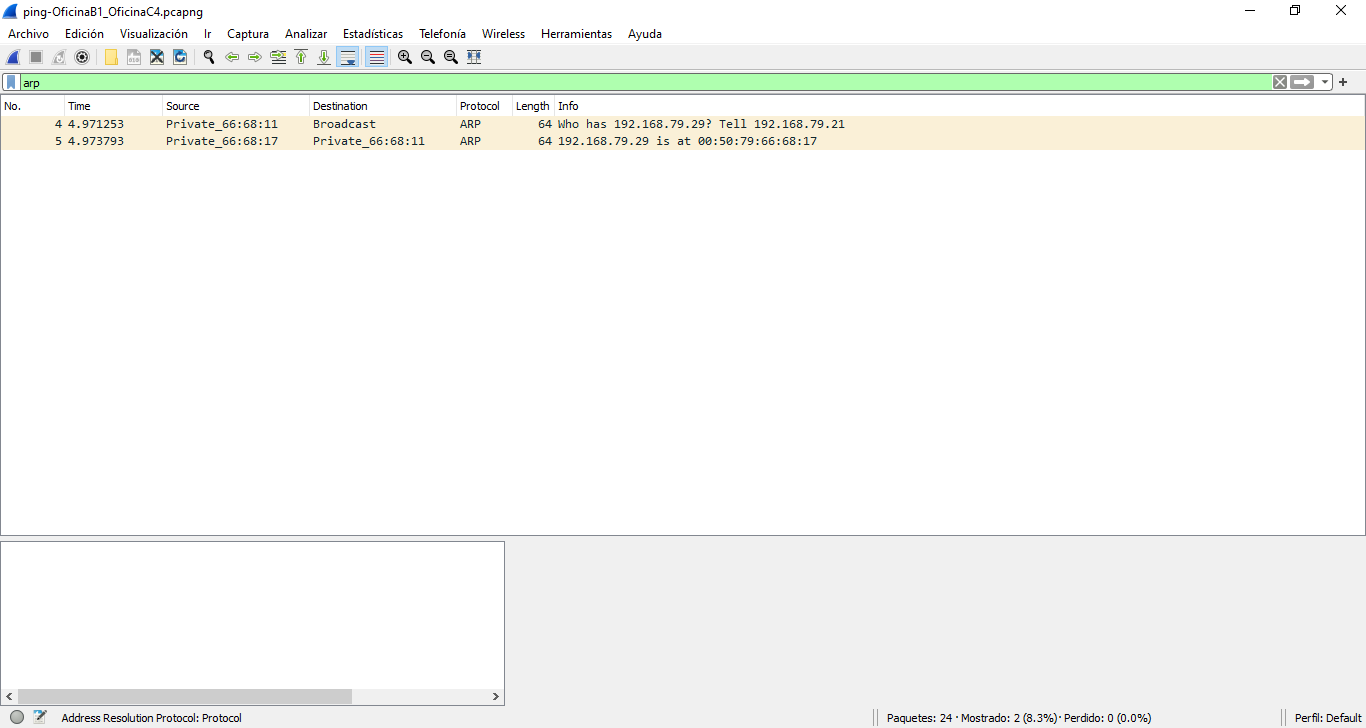 ping-OficinaB1_OficinaC4.pcapng
Archivo Edición Visualización Ir Captura Analizar Estadísticas Telefonía Wireless Herramientas Ayuda
arp
No. Time Source Destination Protocol Length Info
4 4.971253 Private_66:68:11 Broadcast ARP 64 Who has 192.168.79.29? Tell 192.168.79.21
5 4.973793 Private_66:68:17 Private_66:68:11 ARP 64 192.168.79.29 is at 00:50:79:66:68:17
Address Resolution Protocol: Protocol Paquetes: 24 · Mostrado: 2 (8.3%) · Perdido: 0 (0.0%) Perfil: Default